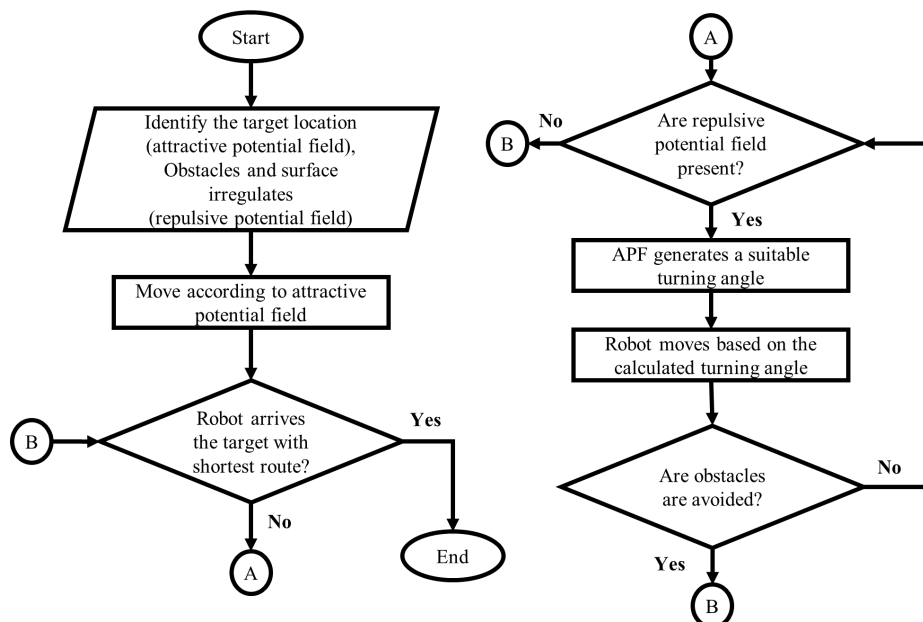 Start
Identify the target location
(attractive potential field),
Obstacles and surface
irregulates
(repulsive potential field)
Move according to attractive
potential field
B
Robot arrives
the target with
shortest route?
Yes
No
A
End
A
Are repulsive
potential field
present?
No
B
Yes
APF generates a suitable
turning angle
Robot moves based on the
calculated turning angle
Are obstacles
are avoided?
No
Yes
B